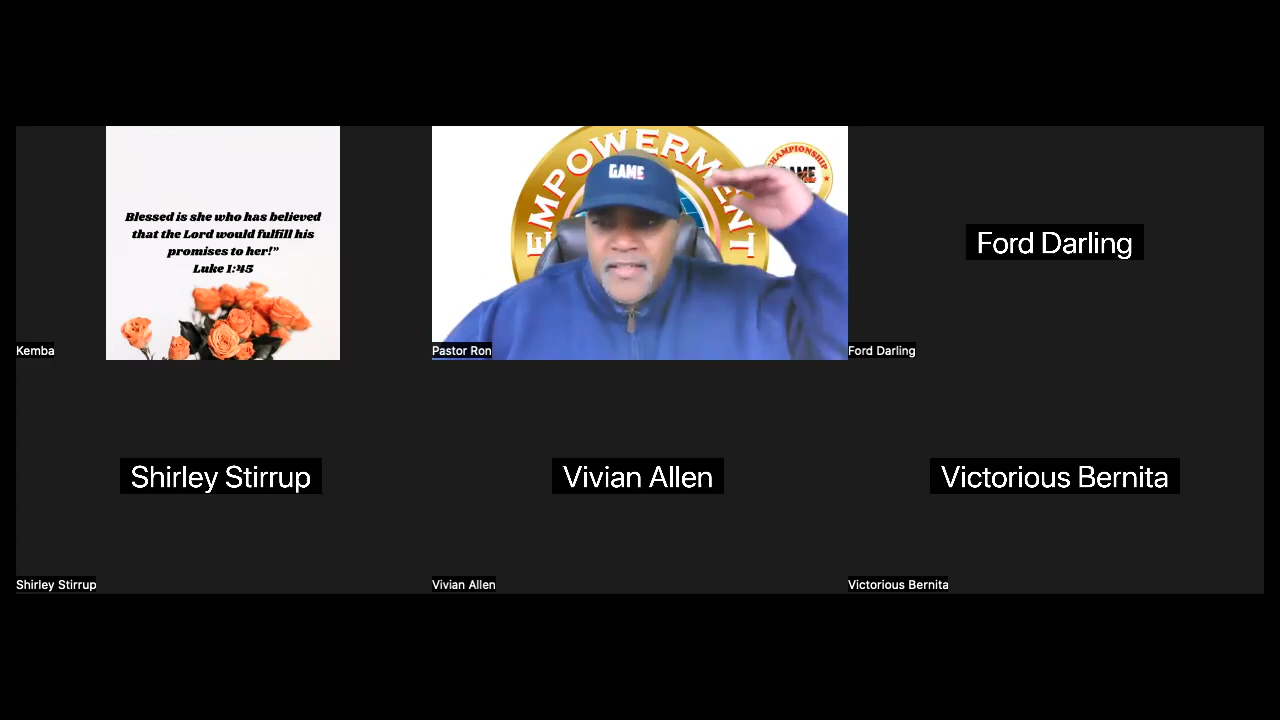 Blessed is she who has believed
that the Lord would fulfill his
promises to her!”
Luke 1:45
Kemba
EMPOWERMENT
GAME
CHAMPIONSHIP
GAME
Pastor Ron
Ford Darling
Ford Darling
Shirley Stirrup
Shirley Stirrup
Vivian Allen
Vivian Allen
Victorious Bernita
Victorious Bernita